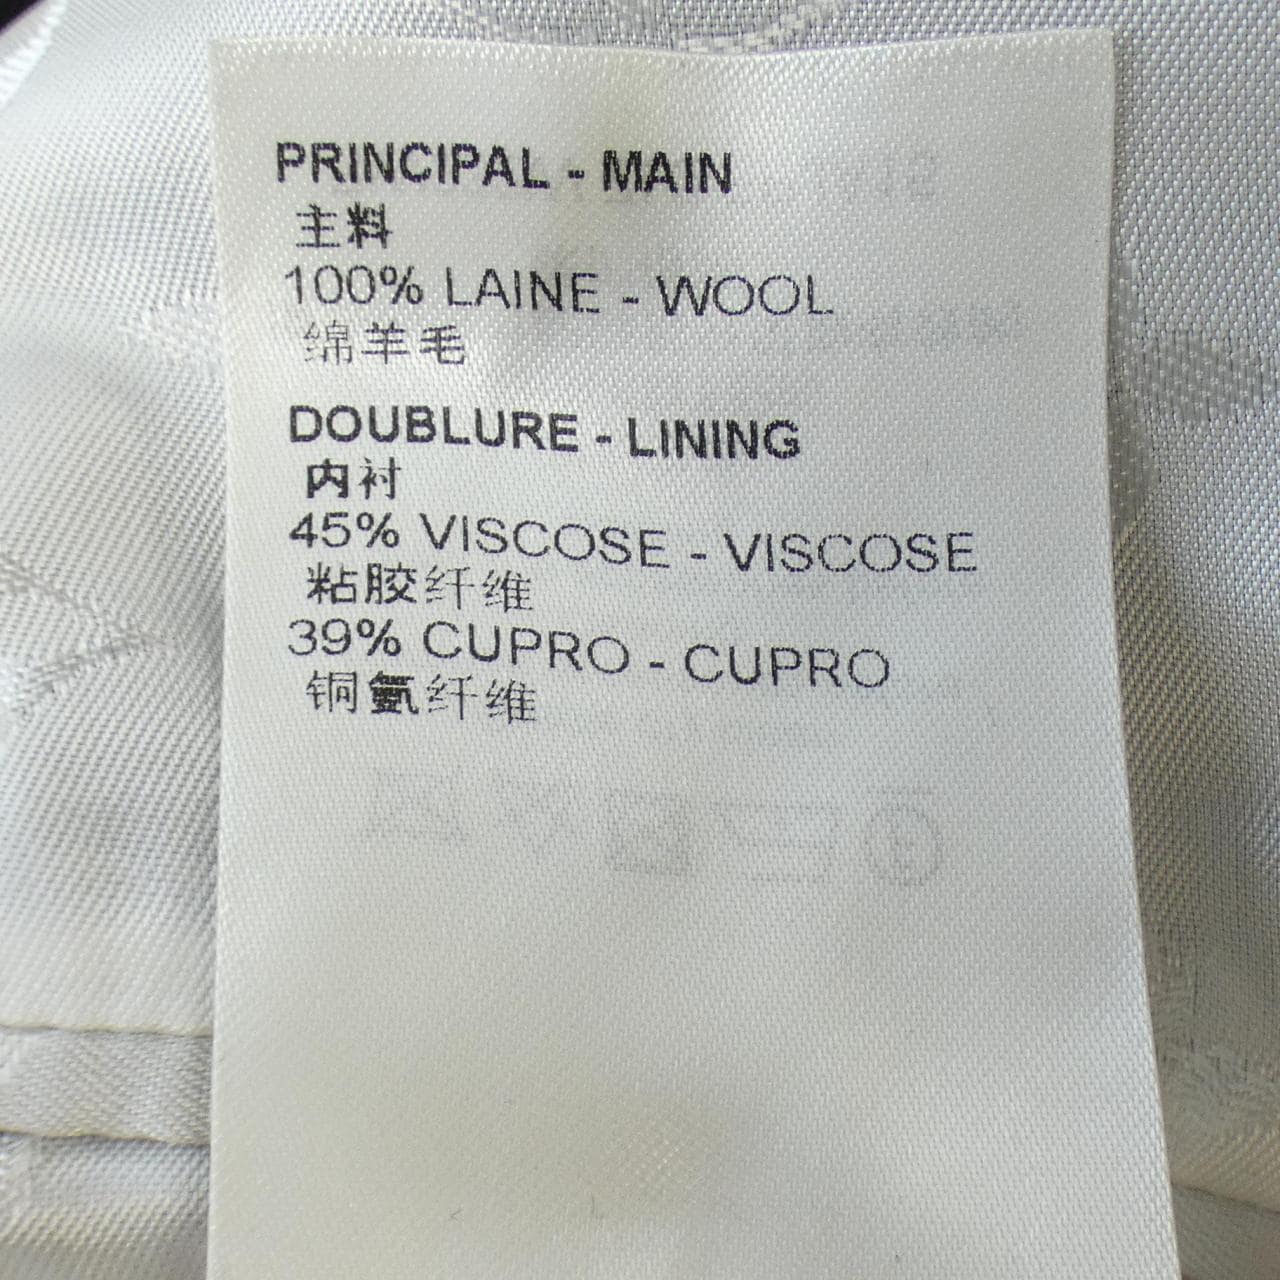 PRINCIPAL - MAIN
主料
100% LAINE - WOOL
绵羊毛
DOUBLURE - LINING
内衬
45% VISCOSE - VISCOSE
粘胶纤维
39% CUPRO - CUPRO
铜氨纤维